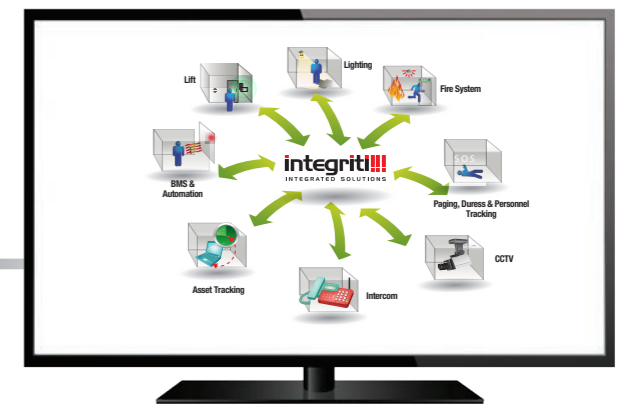 Lighting
Lift
Fire System
SOS
integriti!!!
INTEGRATED SOLUTIONS
BMS &
Automation
Paging, Duress & Personnel
Tracking
CCTV
Asset Tracking
Intercom